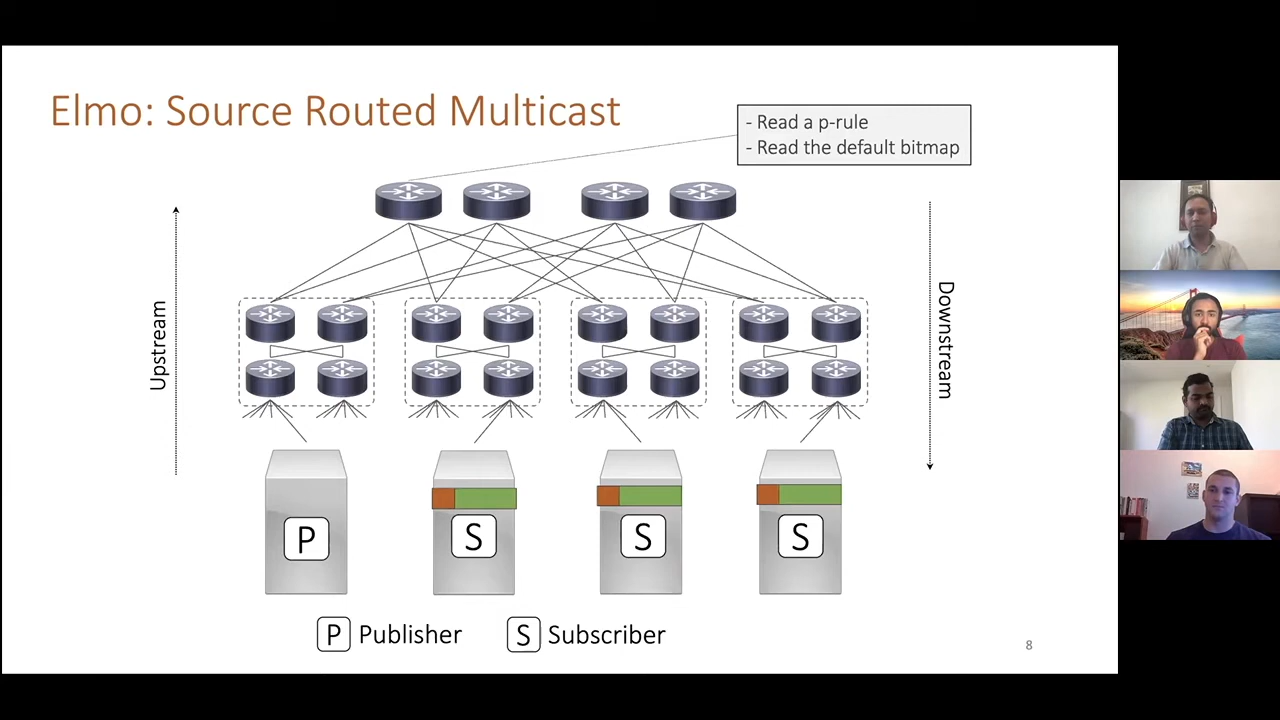 Elmo: Source Routed Multicast
- Read a p-rule
- Read the default bitmap
Upstream
Downstream
P
S
S
S
P Publisher
S Subscriber
8